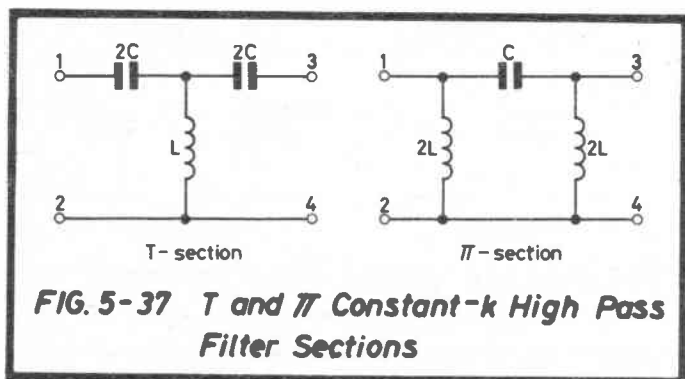 1 2C 2C 3
L
2 4
T-section
1 C 3
2L 2L
2 4
π-section
FIG. 5-37 T and π Constant-k High Pass
Filter Sections